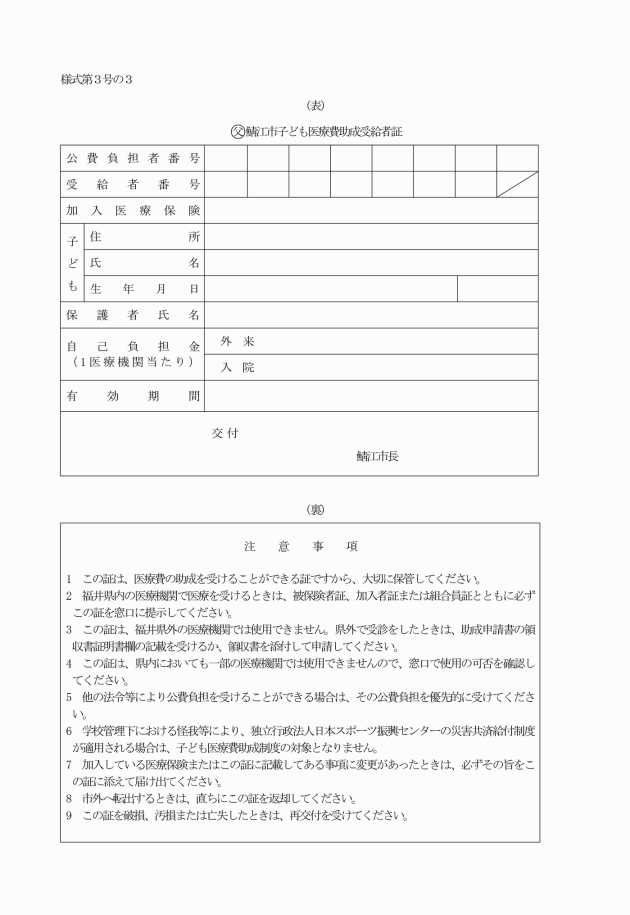 様式第３号の３
（表）
㊋鯖江市子ども医療費助成受給者証
公費負担者番号
受給者番号
加入医療保険
子ども
住所
氏名
生年月日
保護者氏名
自己負担金
（１医療機関当たり）
外　来
入　院
有効期間
交付
鯖江市長
（裏）
注　意　事　項
1　この証は、医療費の助成を受けることができる証ですから、大切に保管してください。
2　福井県内の医療機関で医療を受けるときは、被保険者証、加入者証または組合員証とともに必ず
この証を窓口に提示してください。
3　この証は、福井県外の医療機関では使用できません。県外で受診をしたときは、助成申請書の領
収書証明書欄の記載を受けるか、領収書を添付して申請してください。
4　この証は、県内においても一部の医療機関では使用できませんので、窓口で使用の可否を確認し
てください。
5　他の法令等により公費負担を受けることができる場合は、その公費負担を優先的に受けてくださ
い。
6　学校管理下における怪我等により、独立行政法人日本スポーツ振興センターの災害共済給付制度
が適用される場合は、子ども医療費助成制度の対象となりません。
7　加入している医療保険またはこの証に記載してある事項に変更があったときは、必ずその旨をこ
の証に添えて届け出てください。
8　市外へ転出するときは、直ちにこの証を返却してください。
9　この証を破損、汚損または亡失したときは、再交付を受けてください。